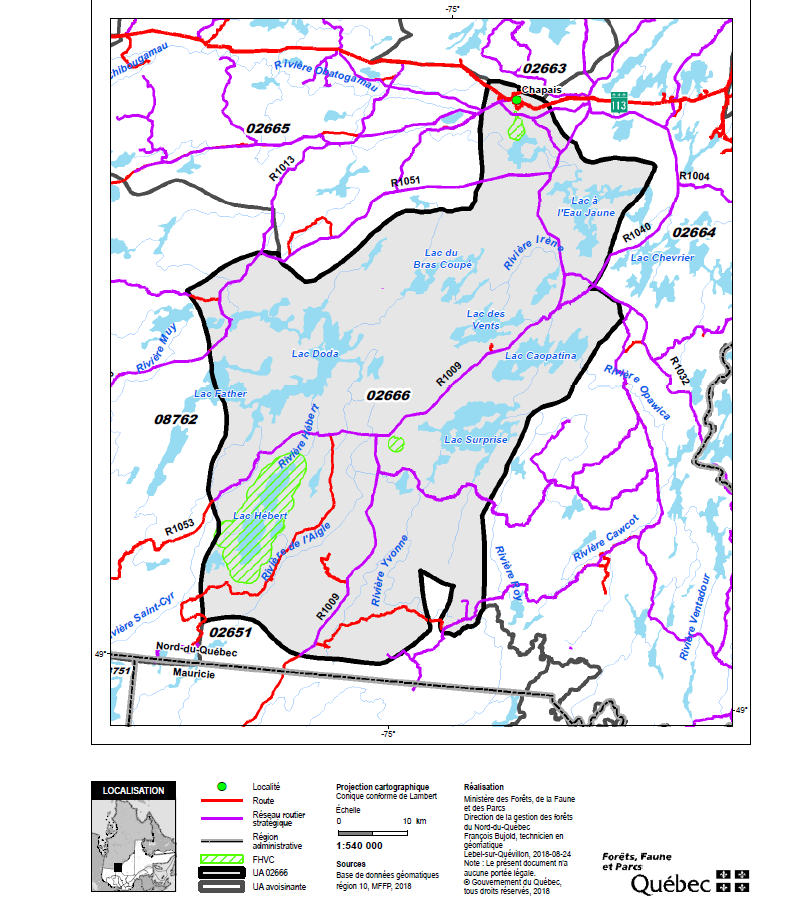 -75°
02663
Chapais
113
Rivière Obatogamau
02665
R1013
R1051
R1004
Lac à
l'Eau Jaune
R1040
02664
Rivière Irène
Lac du
Bras Coupé
Lac Chevrier
Lac des
Vents
Rivière Muy
Lac Doda
Lac Caopatina
R1009
R1032
Rivière Opawica
Lac Father
02666
08762
Rivière Hébert
Lac Surprise
Lac Hébert
R1053
Rivière de l'Aigle
Rivière Yvonne
Rivière Roy
Rivière Cawcot
Rivière Ventadour
R1009
Rivière Saint-Cyr
02651
49°
Nord-du-Québec
Mauricie
49°
-75°
LOCALISATION
Localité
Route
Réseau routier
stratégique
Région
administrative
FHVC
UA 02666
UA avoisinante
Projection cartographique
Conique conforme de Lambert
Échelle
0 10 km
1:540 000
Sources
Base de données géomatiques
région 10, MFFP, 2018
Réalisation
Ministère des Forêts, de la Faune
et des Parcs
Direction de la gestion des forêts
du Nord-du-Québec
François Bujold, technicien en
géomatique
Lebel-sur-Quévillon, 2018-08-24
Note : Le présent document n'a
aucune portée légale.
© Gouvernement du Québec,
tous droits réservés, 2018
Forêts, Faune
et Parcs
Québec